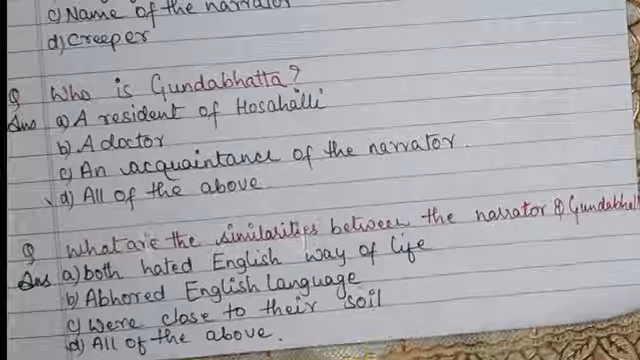 c) Name of the narrator
d) Creeper
Q Who is Gundabhatta?
Ans a) A resident of Hosahalli
b) A doctor
c) An acquaintance of the narrator.
✓d) All of the above
Q What are the similarities between the narrator & Gundabhatt
Ans a) both hated English way of life
b) Abhored English language
c) Were close to their soil
d) All of the above.